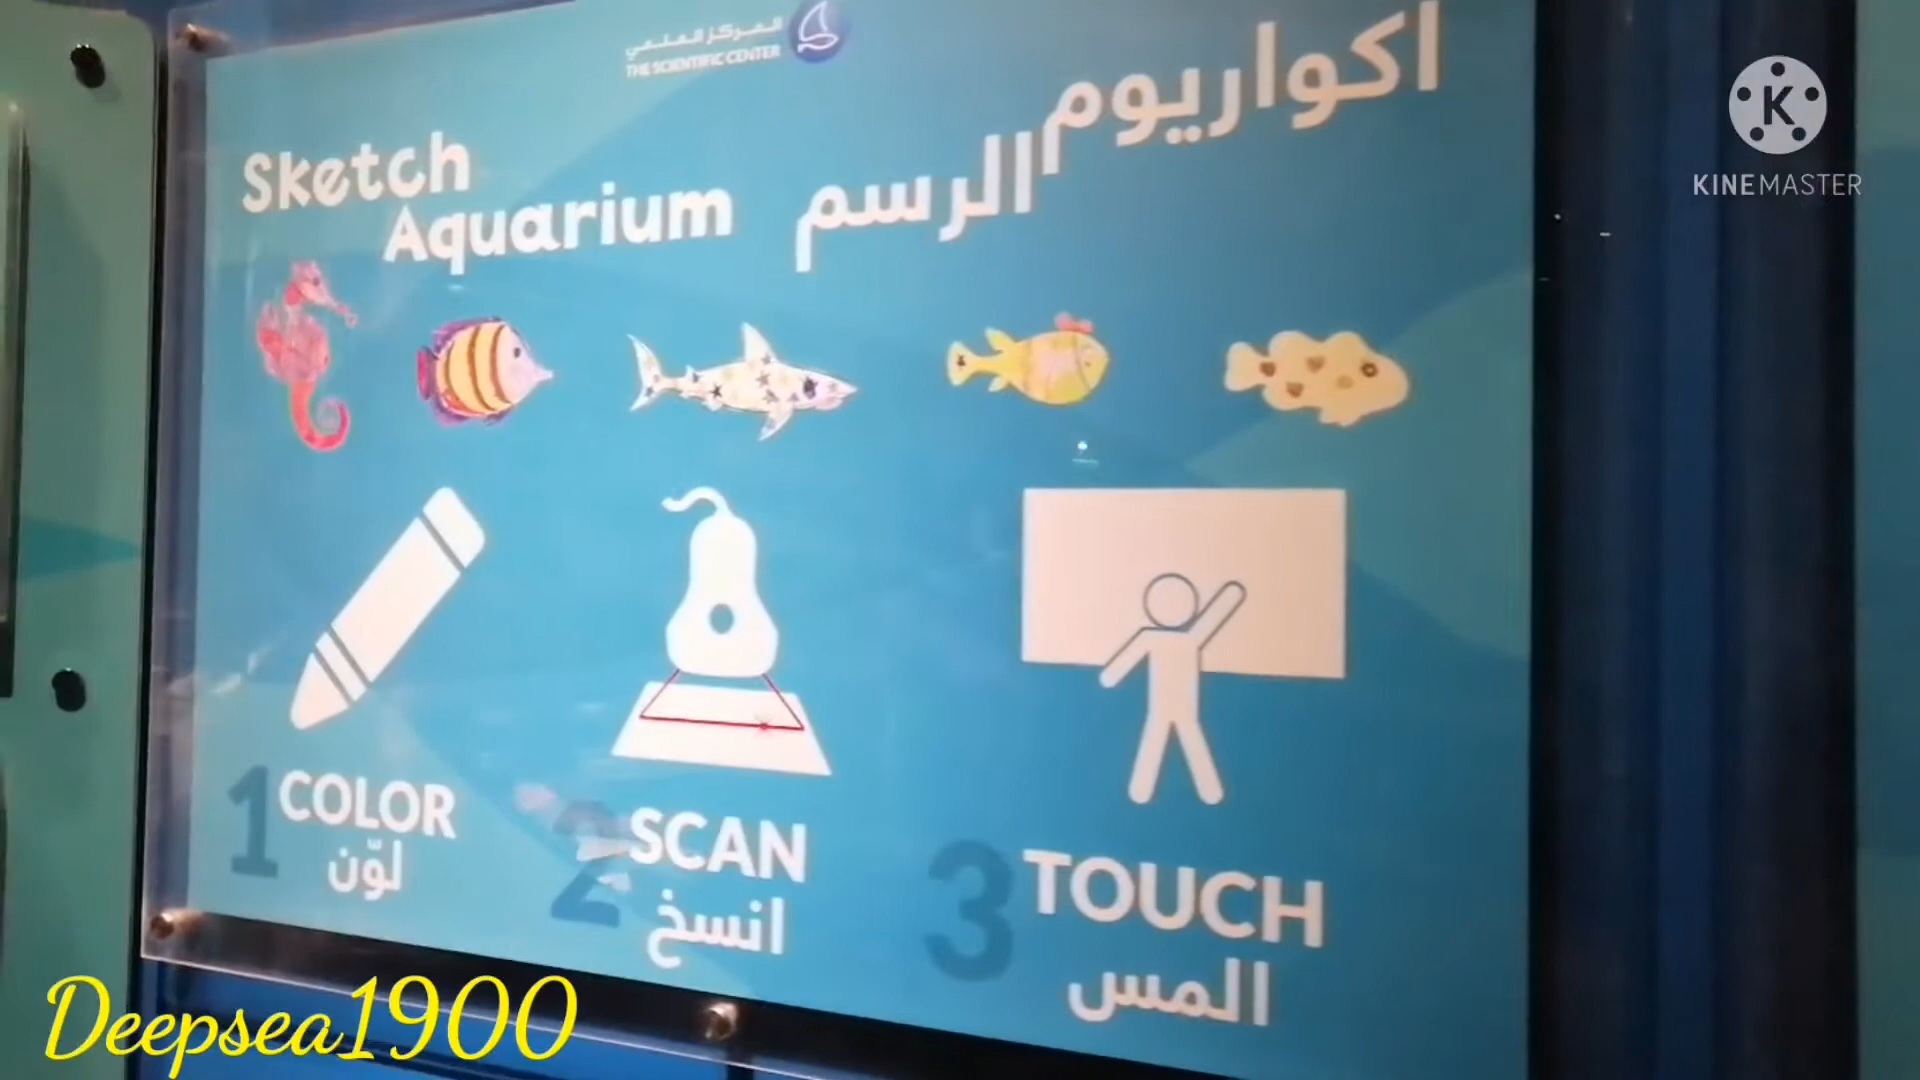 المركز العلمي
THE SCIENTIFIC CENTER
Sketch
Aquarium
اكواريوم
الرسم
K
KINEMASTER
1 COLOR
لوّن
2 SCAN
انسخ
3 TOUCH
المس
Deepsea1900